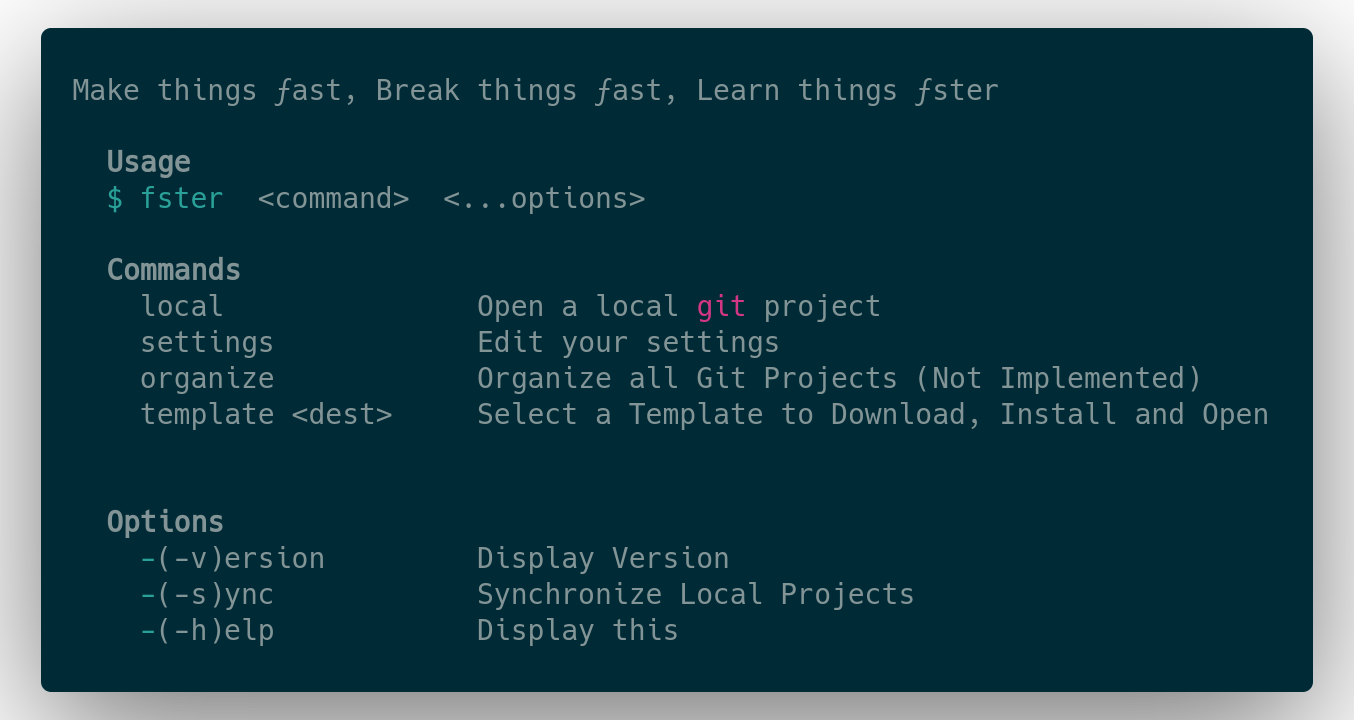 Make things ƒast, Break things ƒast, Learn things ƒster
Usage
$ fster <command> <...options>
Commands
local Open a local git project
settings Edit your settings
organize Organize all Git Projects (Not Implemented)
template <dest> Select a Template to Download, Install and Open
Options
-(-v)ersion Display Version
-(-s)ync Synchronize Local Projects
-(-h)elp Display this